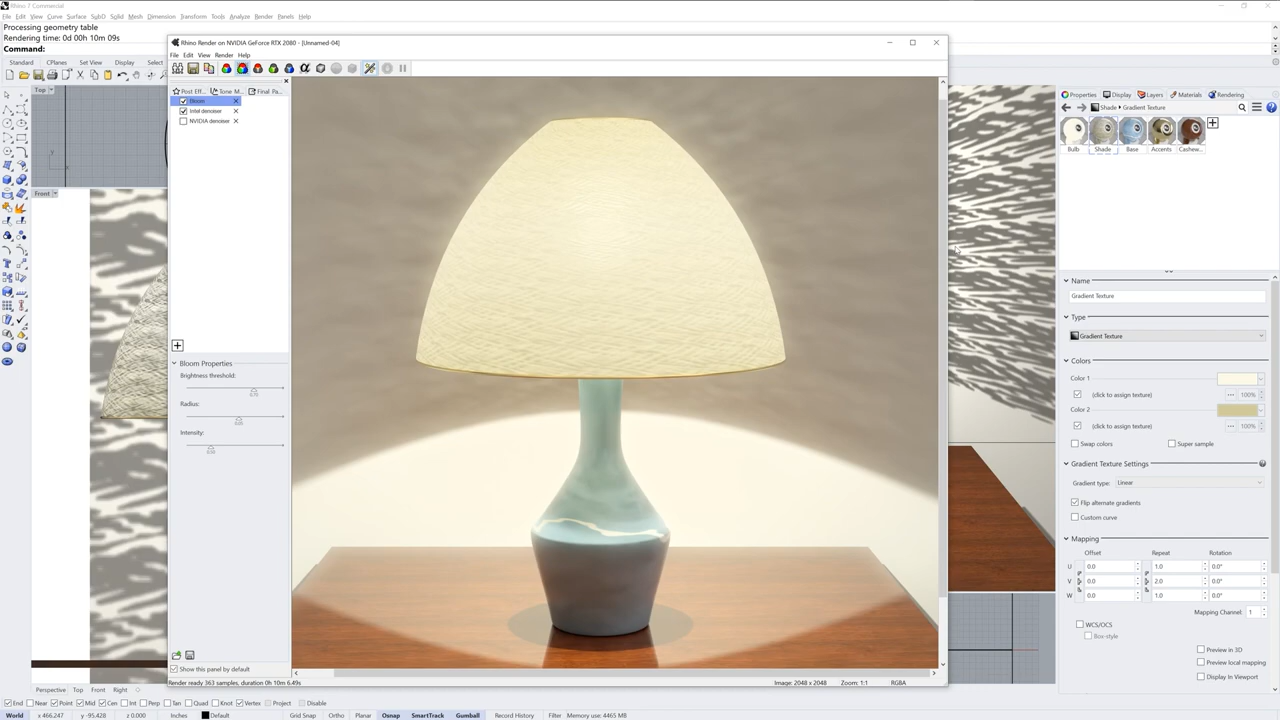 Rhino 7 Commercial
File Edit View Curve Surface SubD Solid Mesh Dimension Transform Tools Analyze Render Panels Help
Processing geometry table
Rendering time: 0d 00h 10m 09s
Command:
Standard CPlanes Set View Display Select
Top
Front
Rhino Render on NVIDIA GeForce RTX 2080 - [Unnamed-04]
File Edit View Render Help
Post Eff... Tone M... Final Pa...
Bloom
Intel denoiser
NVIDIA denoiser
Bloom Properties
Brightness threshold:
Radius:
Intensity:
Show this panel by default
Render ready 363 samples, duration 0h 10m 6.49s
Image: 2048 x 2048
Zoom: 1:1
RGBA
Properties Display Layers Materials Rendering
Shade Gradient Texture
Bulb Shade Base Accents Cashew...
Name
Gradient Texture
Type
Gradient Texture
Colors
Color 1
(click to assign texture) 100%
Color 2
(click to assign texture) 100%
Swap colors Super sample
Gradient Texture Settings
Gradient type: Linear
Flip alternate gradients
Custom curve
Mapping
Offset Repeat Rotation
U 0.0 1.0 0.0°
V 0.0 2.0 0.0°
W 0.0 1.0 0.0°
Mapping Channel: 1
WCS/OCS
Box-style
Preview in 3D
Preview local mapping
Display In Viewport
Perspective Top Front Right
End Near Point Mid Cen Int Perp Tan Quad Knot Vertex Project Disable
World x 466.247 y -95.428 z 0.000 Inches Default Grid Snap Ortho Planar Osnap SmartTrack Gumball Record History Filter Memory use: 4465 MB